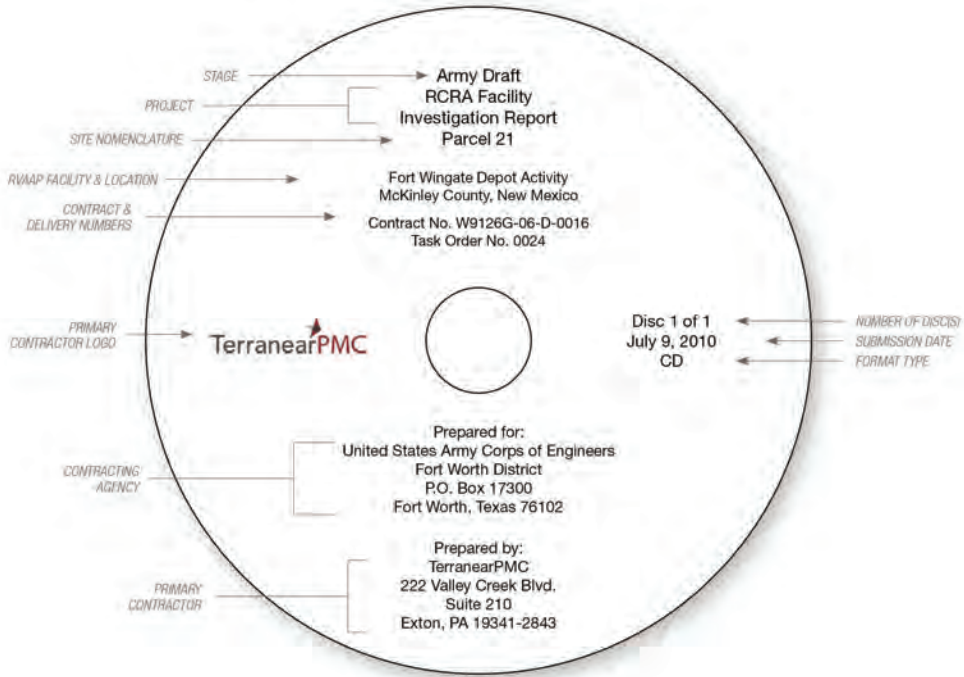 STAGE
Army Draft
PROJECT
RCRA Facility
Investigation Report
SITE NOMENCLATURE
Parcel 21
RVAAP FACILITY & LOCATION
Fort Wingate Depot Activity
McKinley County, New Mexico
CONTRACT &
DELIVERY NUMBERS
Contract No. W9126G-06-D-0016
Task Order No. 0024
PRIMARY
CONTRACTOR LOGO
TerranearPMC
Disc 1 of 1
July 9, 2010
CD
NUMBER OF DISC(S)
SUBMISSION DATE
FORMAT TYPE
CONTRACTING
AGENCY
Prepared for:
United States Army Corps of Engineers
Fort Worth District
P.O. Box 17300
Fort Worth, Texas 76102
PRIMARY
CONTRACTOR
Prepared by:
TerranearPMC
222 Valley Creek Blvd.
Suite 210
Exton, PA 19341-2843